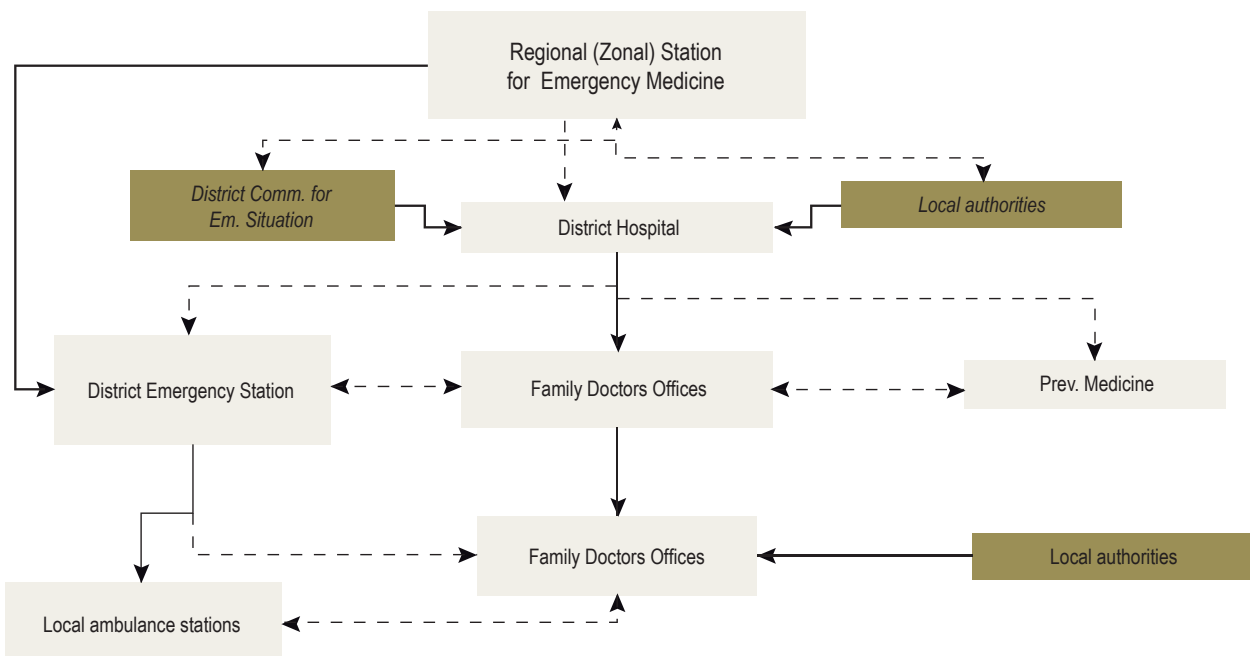 Regional (Zonal) Station
for Emergency Medicine
District Comm. for
Em. Situation
Local authorities
District Hospital
District Emergency Station
Family Doctors Offices
Prev. Medicine
Family Doctors Offices
Local authorities
Local ambulance stations